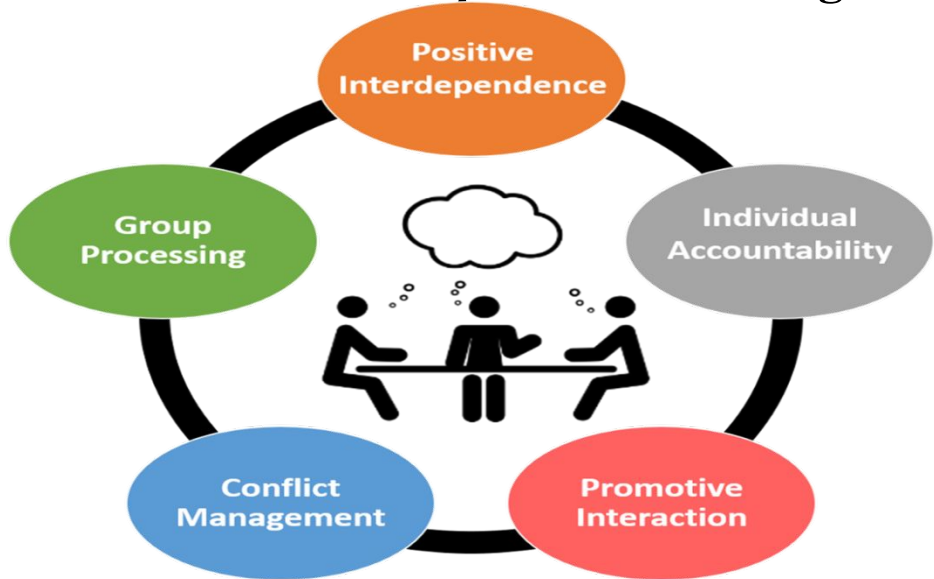 Positive
Interdependence
Individual
Accountability
Promotive
Interaction
Conflict
Management
Group
Processing